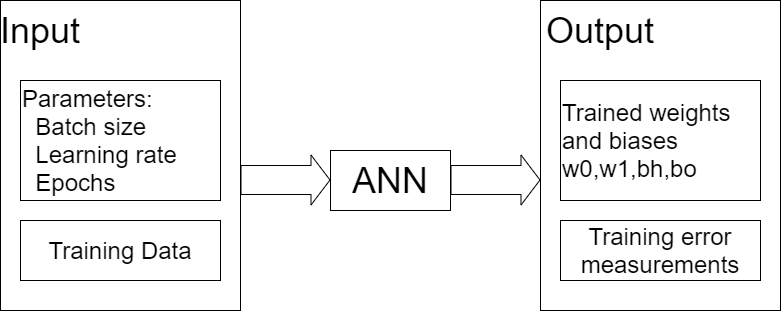 Input
Parameters:
Batch size
Learning rate
Epochs
Training Data
ANN
Output
Trained weights
and biases
w0,w1,bh,bo
Training error
measurements